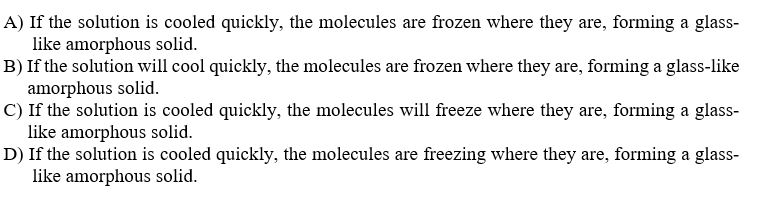 A) If the solution is cooled quickly, the molecules are frozen where they are, forming a glass-
like amorphous solid.
B) If the solution will cool quickly, the molecules are frozen where they are, forming a glass-like
amorphous solid.
C) If the solution is cooled quickly, the molecules will freeze where they are, forming a glass-
like amorphous solid.
D) If the solution is cooled quickly, the molecules are freezing where they are, forming a glass-
like amorphous solid.